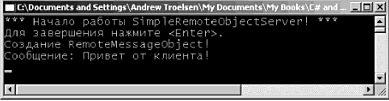 C:\Documents and Settings\Andrew Troelsen\My Documents\My Books\C# and ...
*** Начало работы SimpleRemoteObjectServer! ***
Для завершения нажмите <Enter>.
Создание RemoteMessageObject!
Сообщение: Привет от клиента!